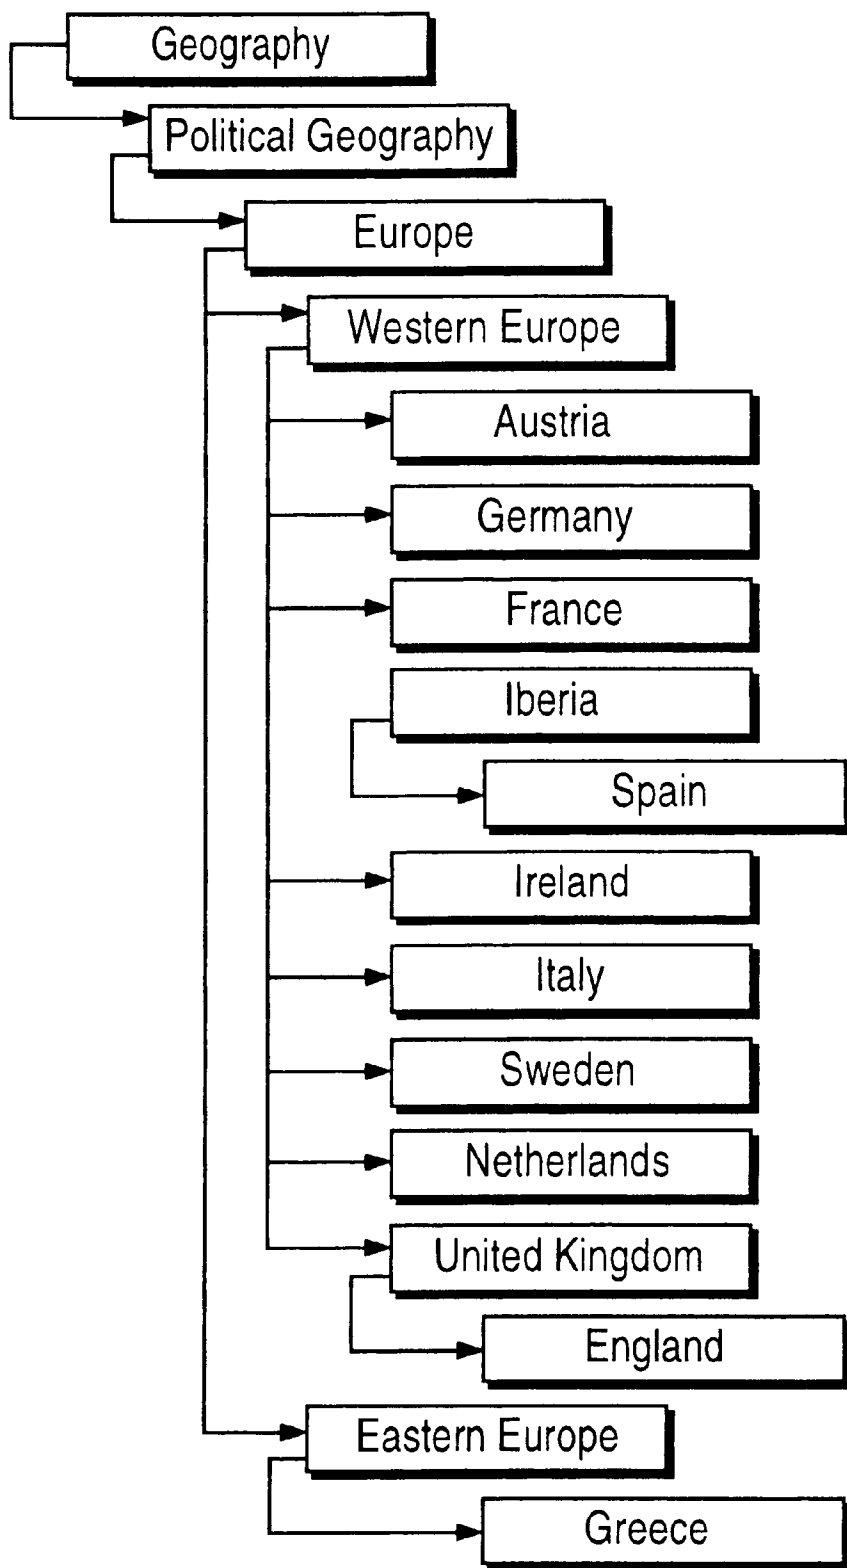 Geography
Political Geography
Europe
Western Europe
Austria
Germany
France
Iberia
Spain
Ireland
Italy
Sweden
Netherlands
United Kingdom
England
Eastern Europe
Greece